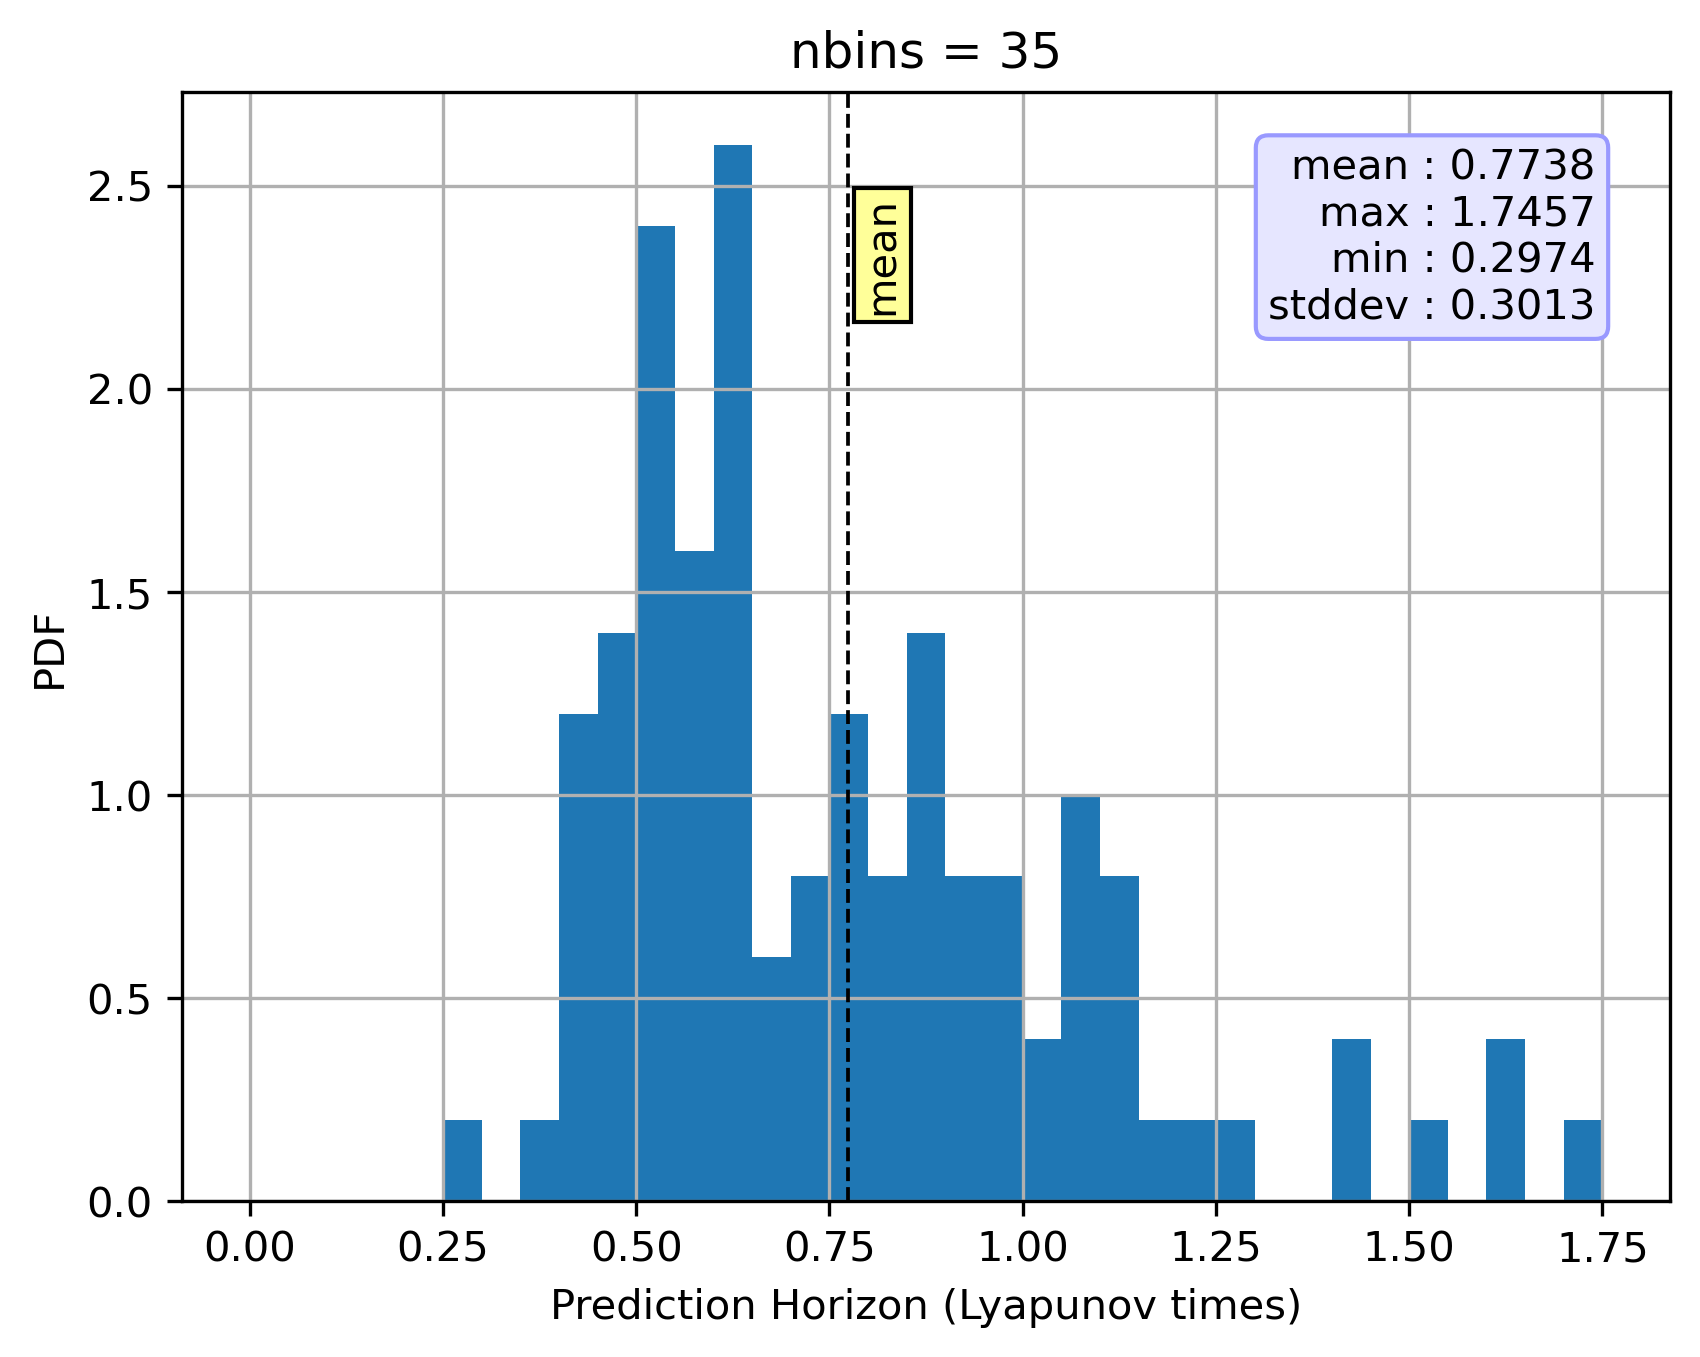 nbins = 35
mean : 0.7738
max : 1.7457
min : 0.2974
stddev : 0.3013
mean
PDF
2.5
2.0
1.5
1.0
0.5
0.0
0.00 0.25 0.50 0.75 1.00 1.25 1.50 1.75
Prediction Horizon (Lyapunov times)